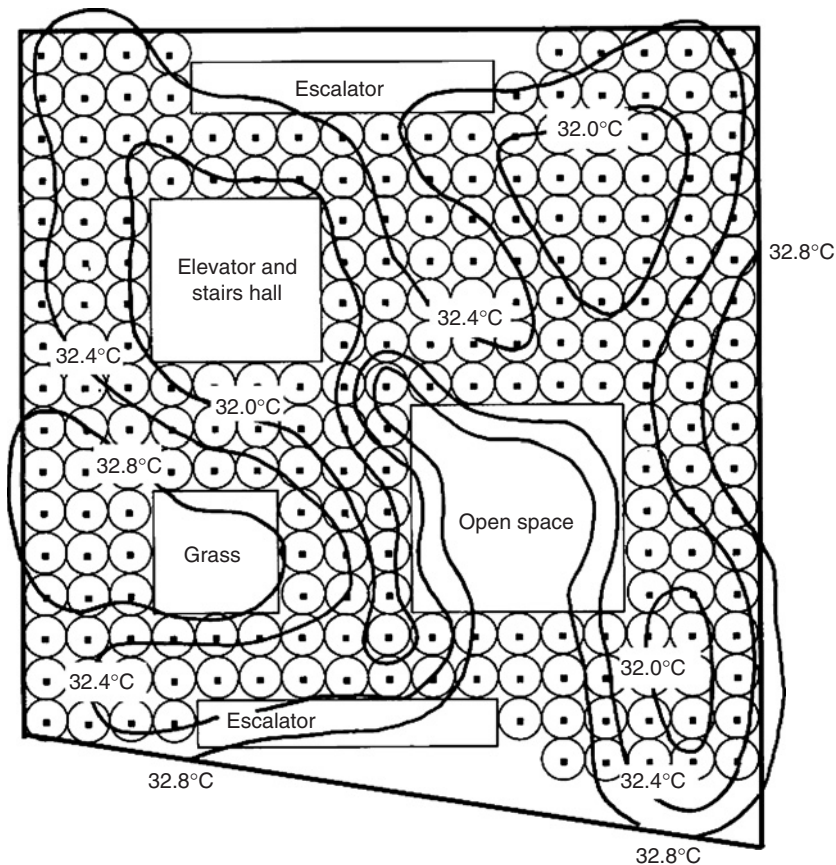 Escalator
32.0°C
32.8°C
Elevator and
stairs hall
32.4°C
32.4°C
32.0°C
32.8°C
Open space
Grass
32.0°C
32.4°C
Escalator
32.8°C
32.4°C
32.8°C